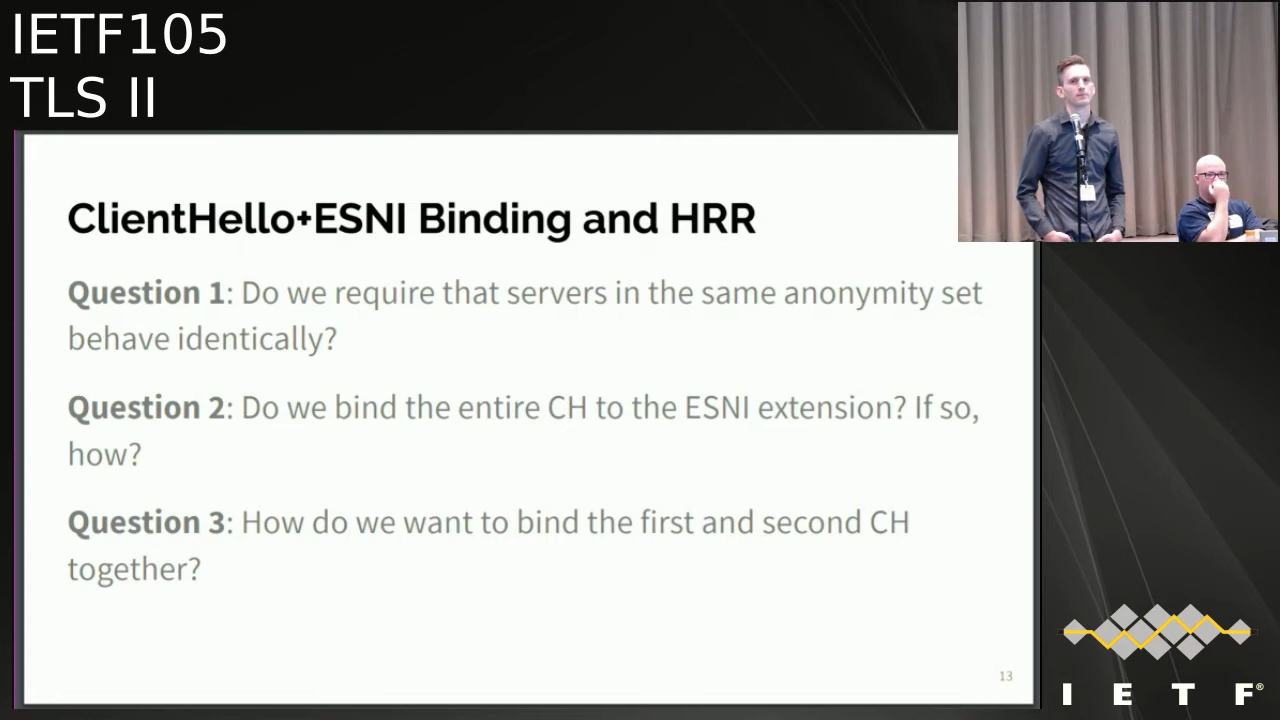 IETF105
TLS II
ClientHello+ESNI Binding and HRR
Question 1: Do we require that servers in the same anonymity set
behave identically?
Question 2: Do we bind the entire CH to the ESNI extension? If so,
how?
Question 3: How do we want to bind the first and second CH
together?
13
I E T F®